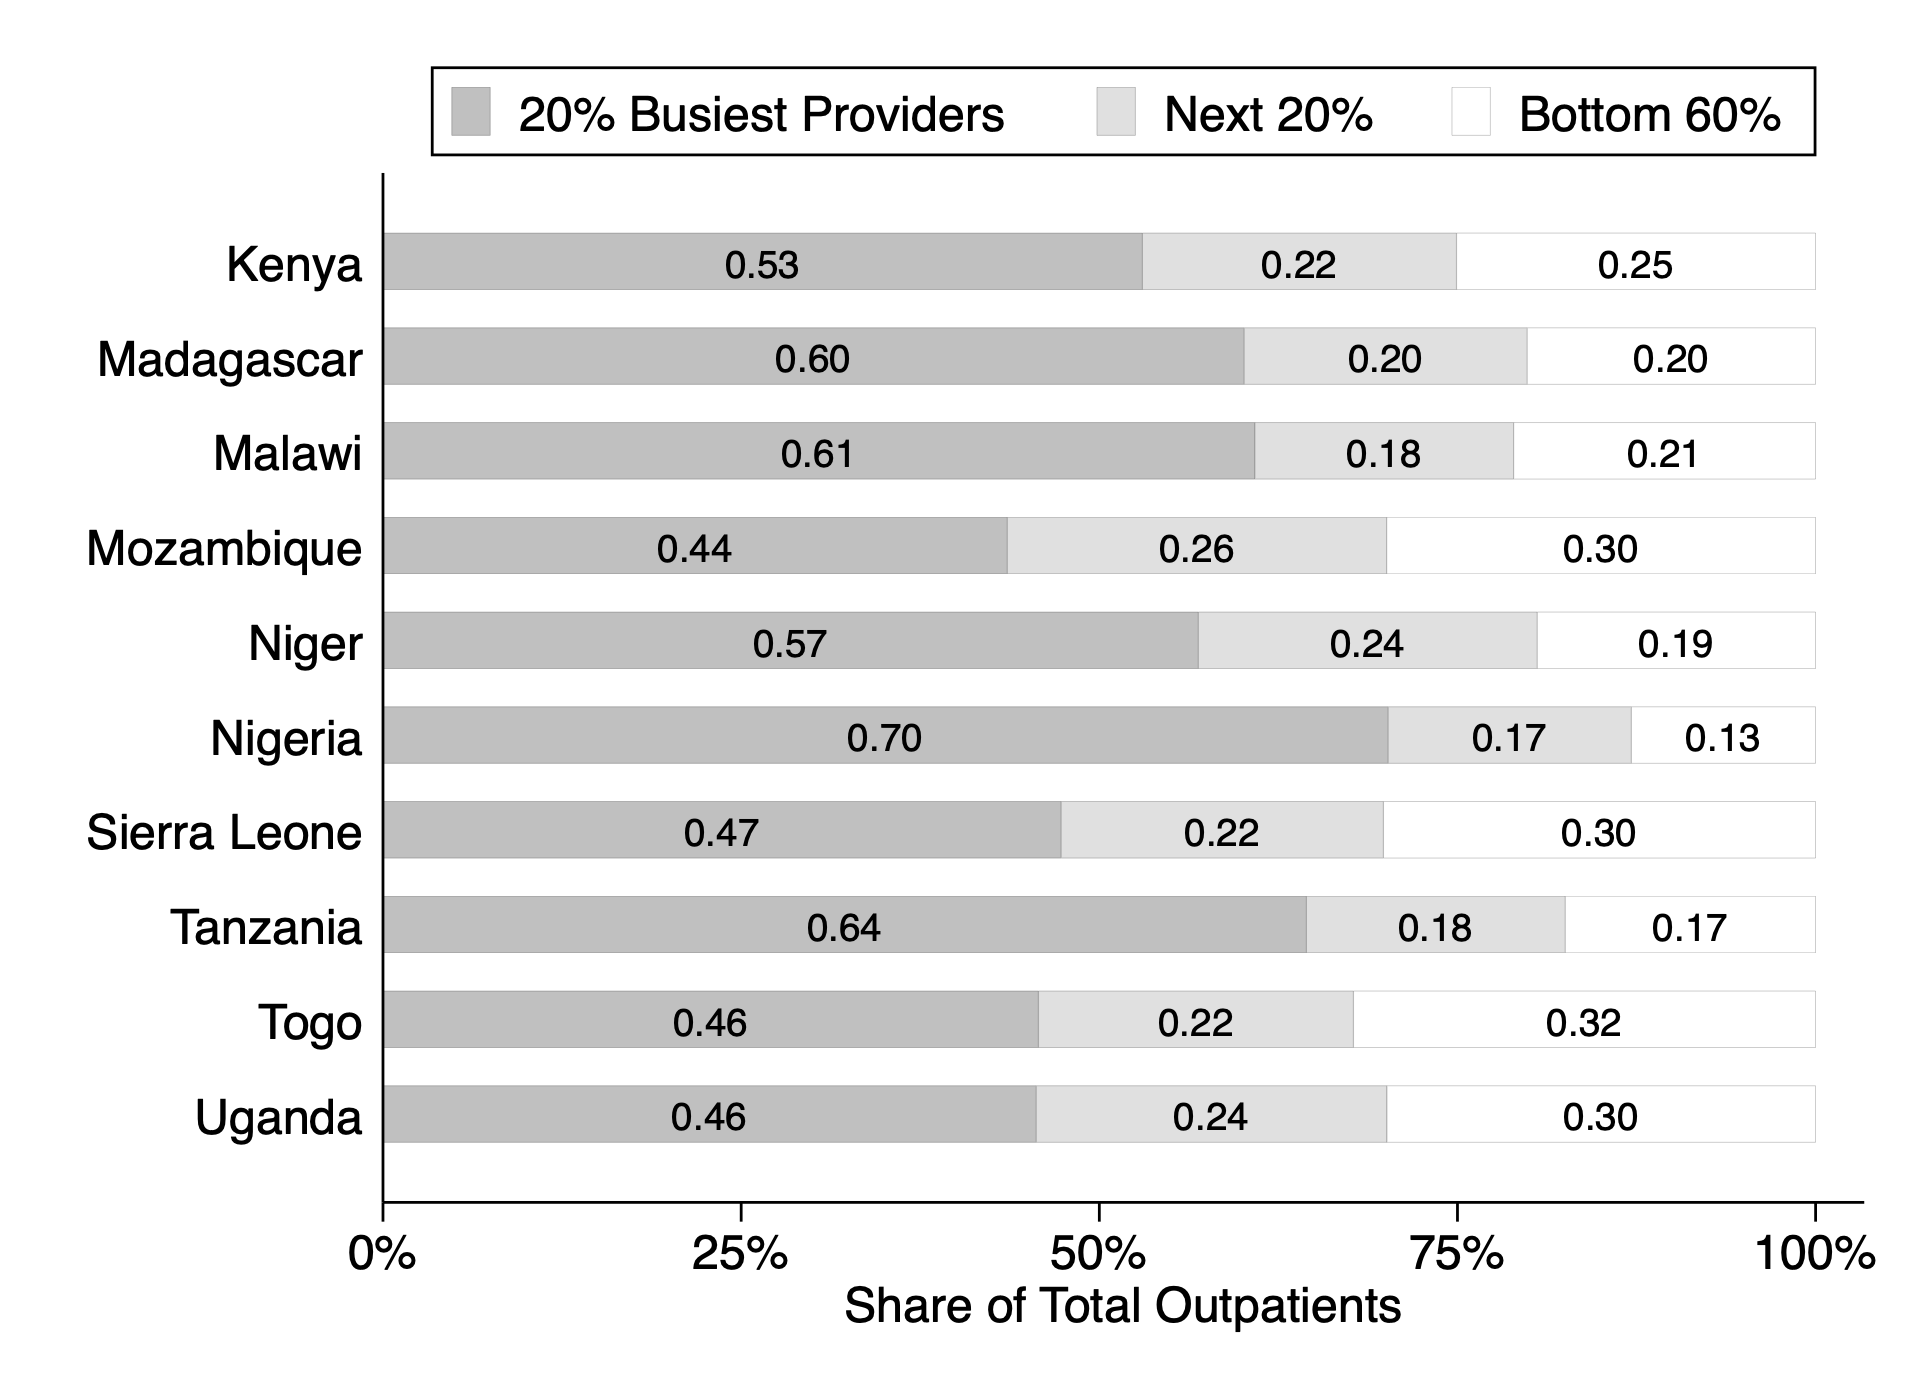 20% Busiest Providers Next 20% Bottom 60%
Kenya 0.53 0.22 0.25
Madagascar 0.60 0.20 0.20
Malawi 0.61 0.18 0.21
Mozambique 0.44 0.26 0.30
Niger 0.57 0.24 0.19
Nigeria 0.70 0.17 0.13
Sierra Leone 0.47 0.22 0.30
Tanzania 0.64 0.18 0.17
Togo 0.46 0.22 0.32
Uganda 0.46 0.24 0.30
0% 25% 50% 75% 100%
Share of Total Outpatients